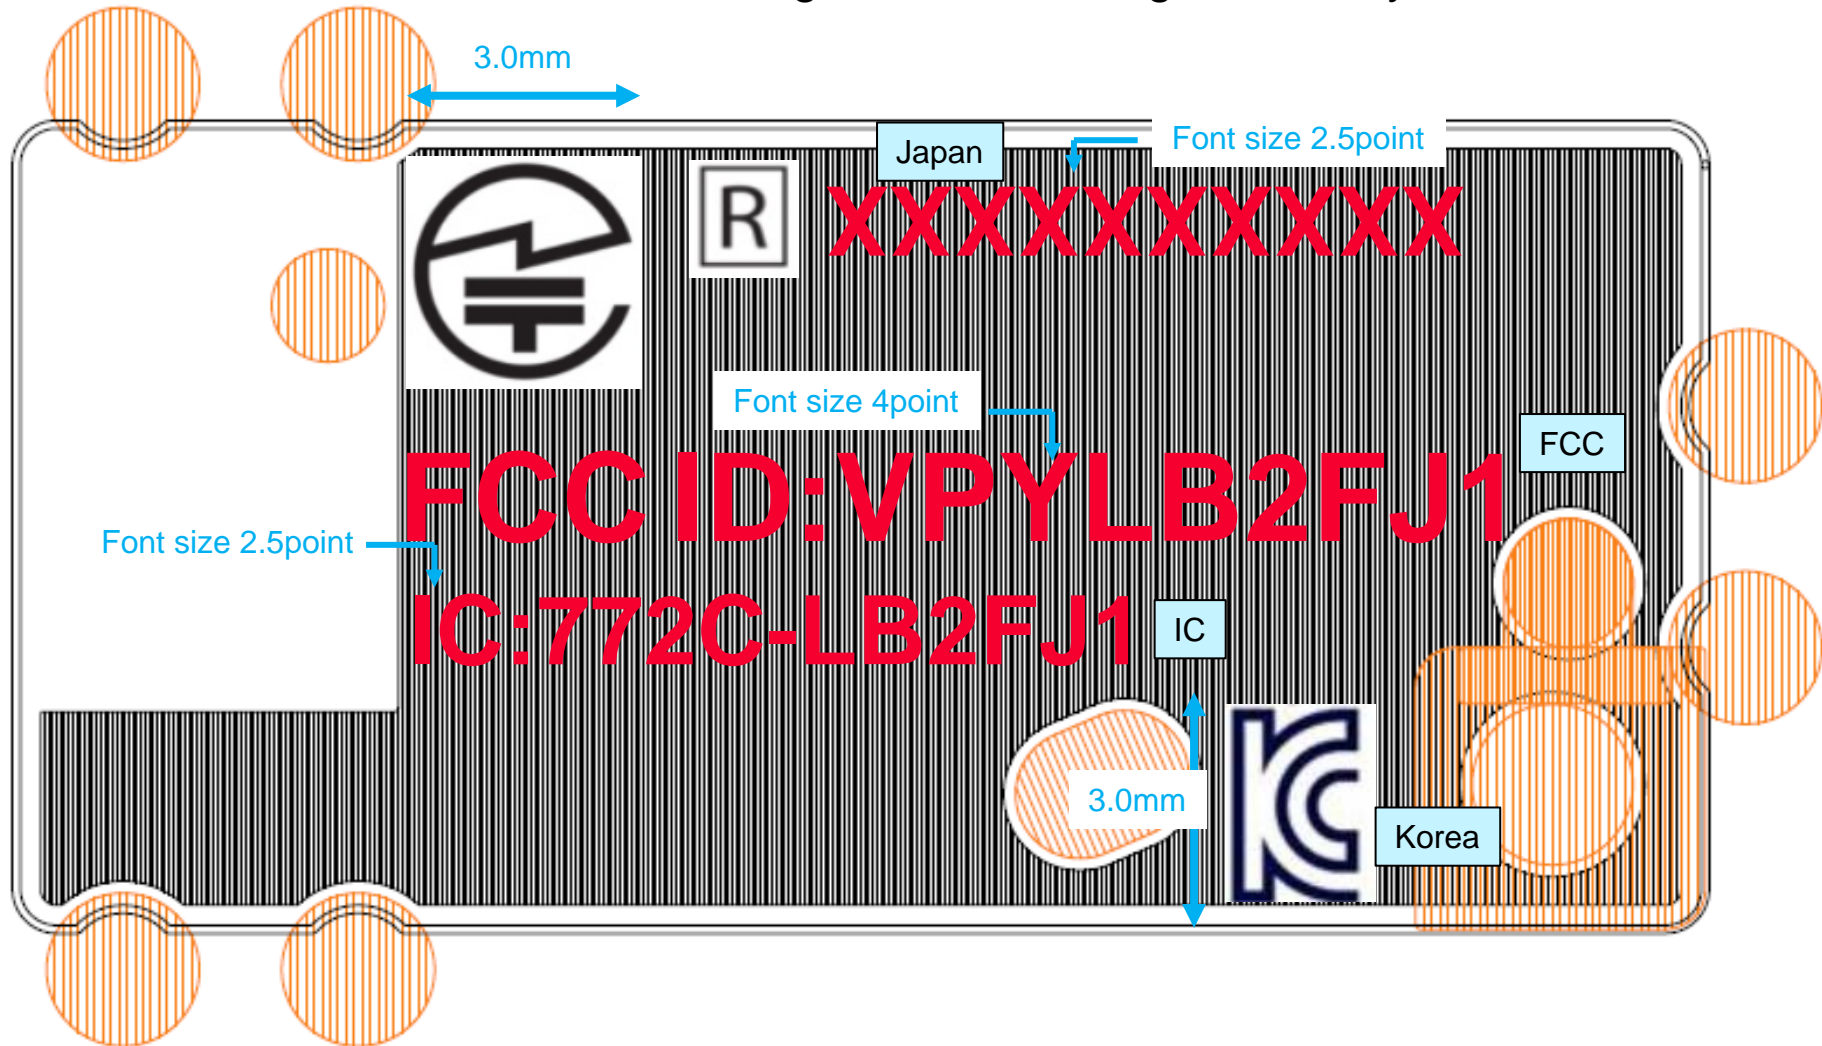 3.0mm
Japan
Font size 2.5point
R
XXXXXXXXXX
Font size 4point
FCC
FCC ID:VPYLB2FJ1
Font size 2.5point
IC:772C-LB2FJ1
IC
3.0mm
Korea